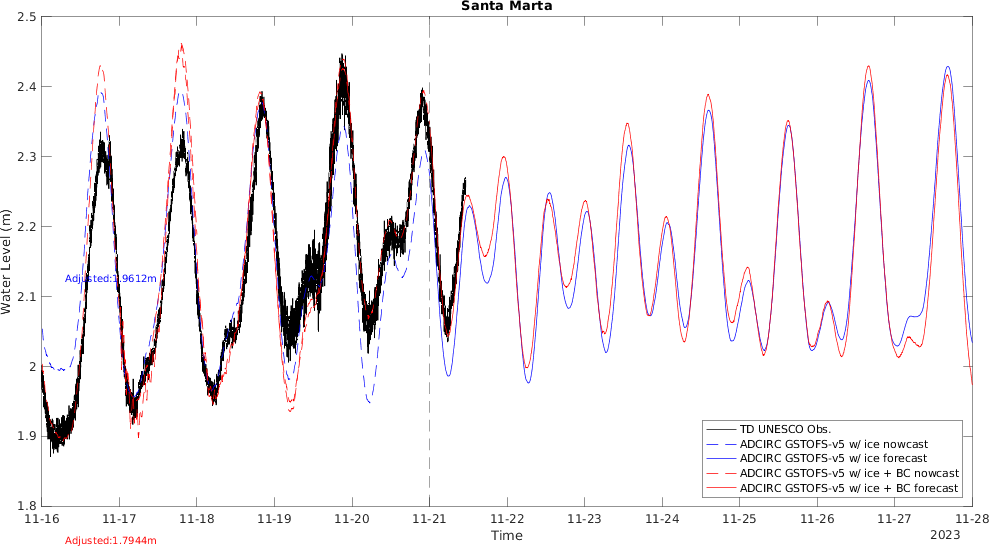 Santa Marta
2.5
2.4
2.3
2.2
2.1
2
1.9
1.8
Water Level (m)
Adjusted:1.9612m
TD UNESCO Obs.
ADCIRC GSTOFS-v5 w/ ice nowcast
ADCIRC GSTOFS-v5 w/ ice forecast
ADCIRC GSTOFS-v5 w/ ice + BC nowcast
ADCIRC GSTOFS-v5 w/ ice + BC forecast
11-16 11-17 11-18 11-19 11-20 11-21 11-22 11-23 11-24 11-25 11-26 11-27 11-28
Time
2023
Adjusted:1.7944m